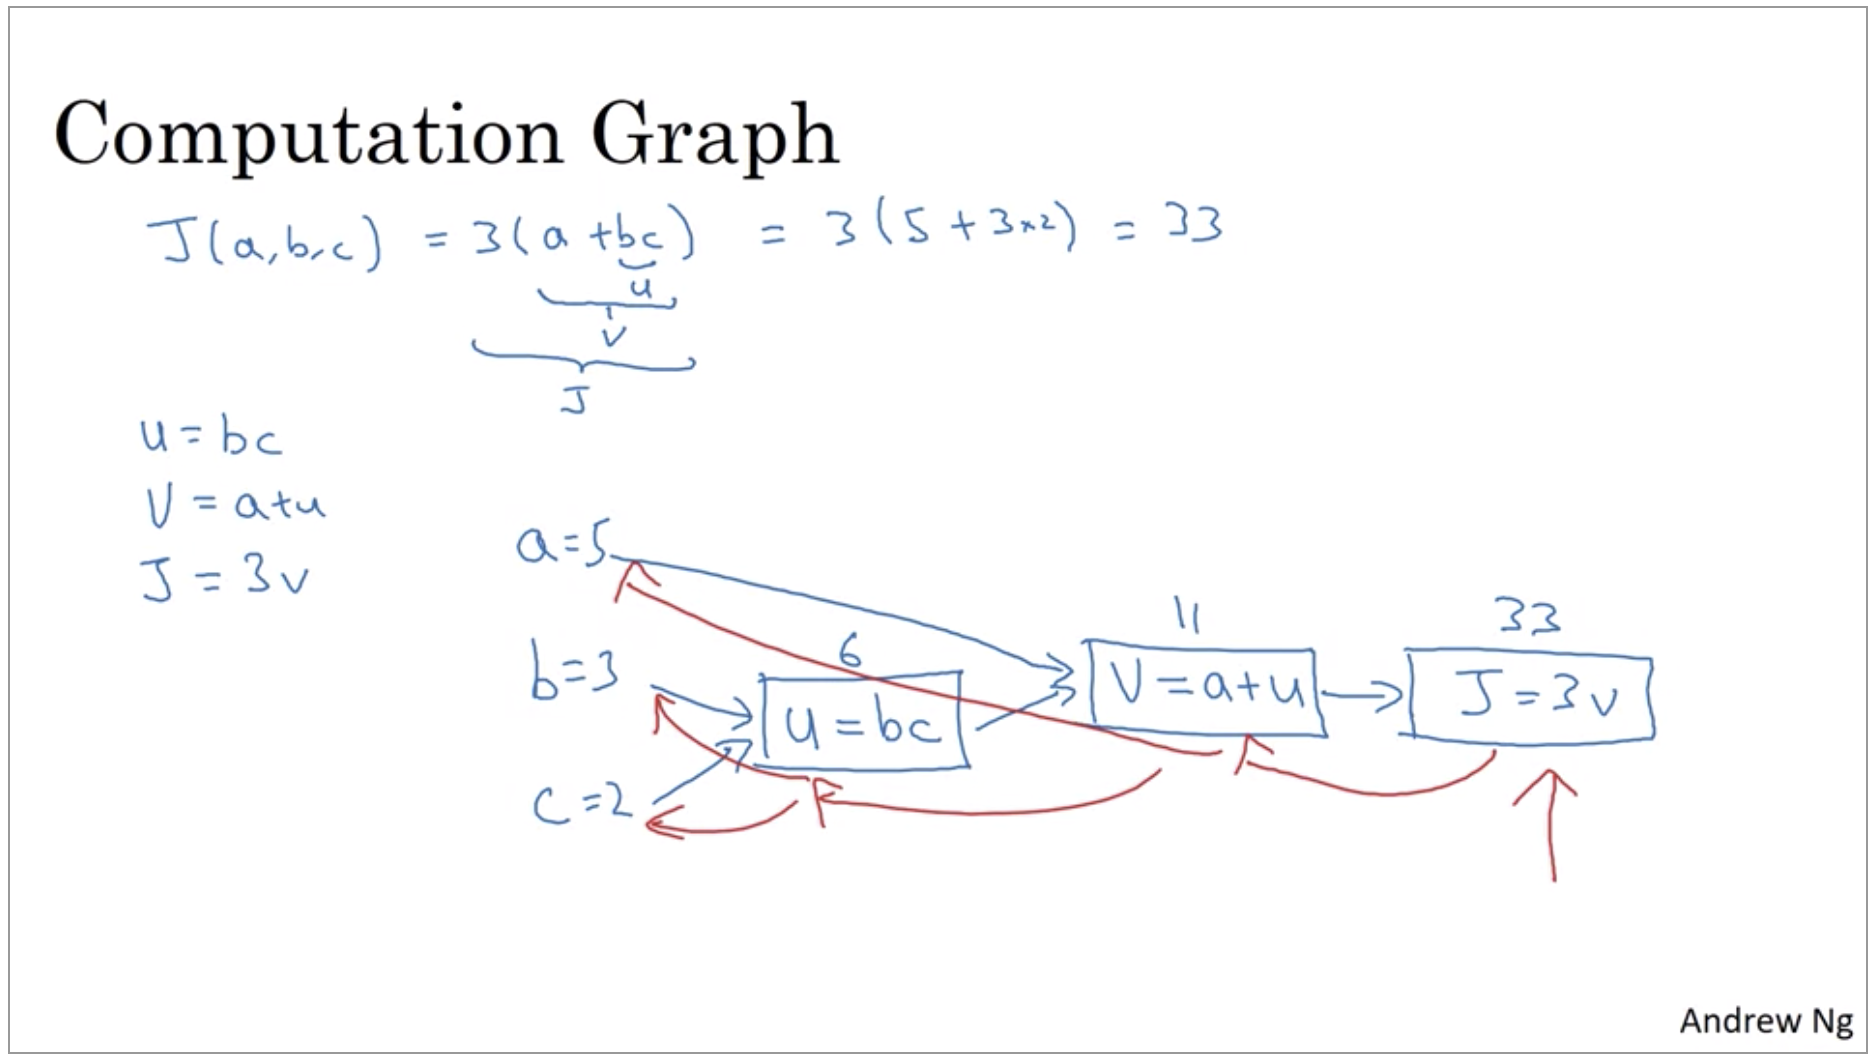 Computation Graph
J(a,b,c) = 3(a+bc) = 3(5+3×2) = 33
u
v
J
u = bc
V = a+u
J = 3v
a=5
11
33
6
b=3
V = a+u
J = 3v
u = bc
c=2
Andrew Ng